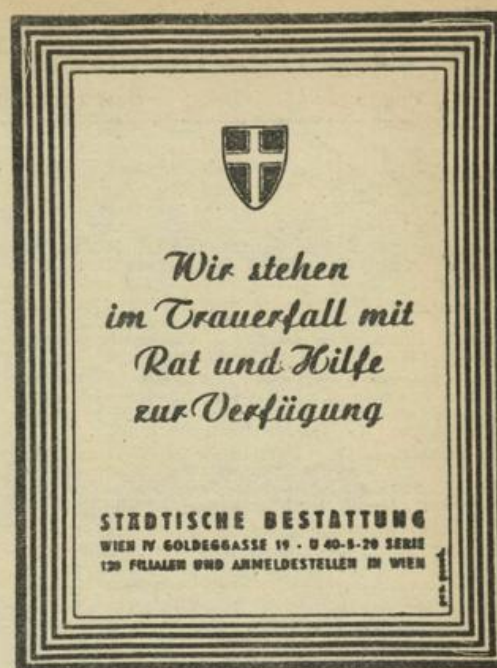 Wir stehen
im Trauerfall mit
Rat und Hilfe
zur Verfügung
STÄDTISCHE BESTATTUNG
WIEN IV GOLDEGGASSE 19 · U 40-5-20 SERIE
120 FILIALEN UND ANMELDESTELLEN IN WIEN